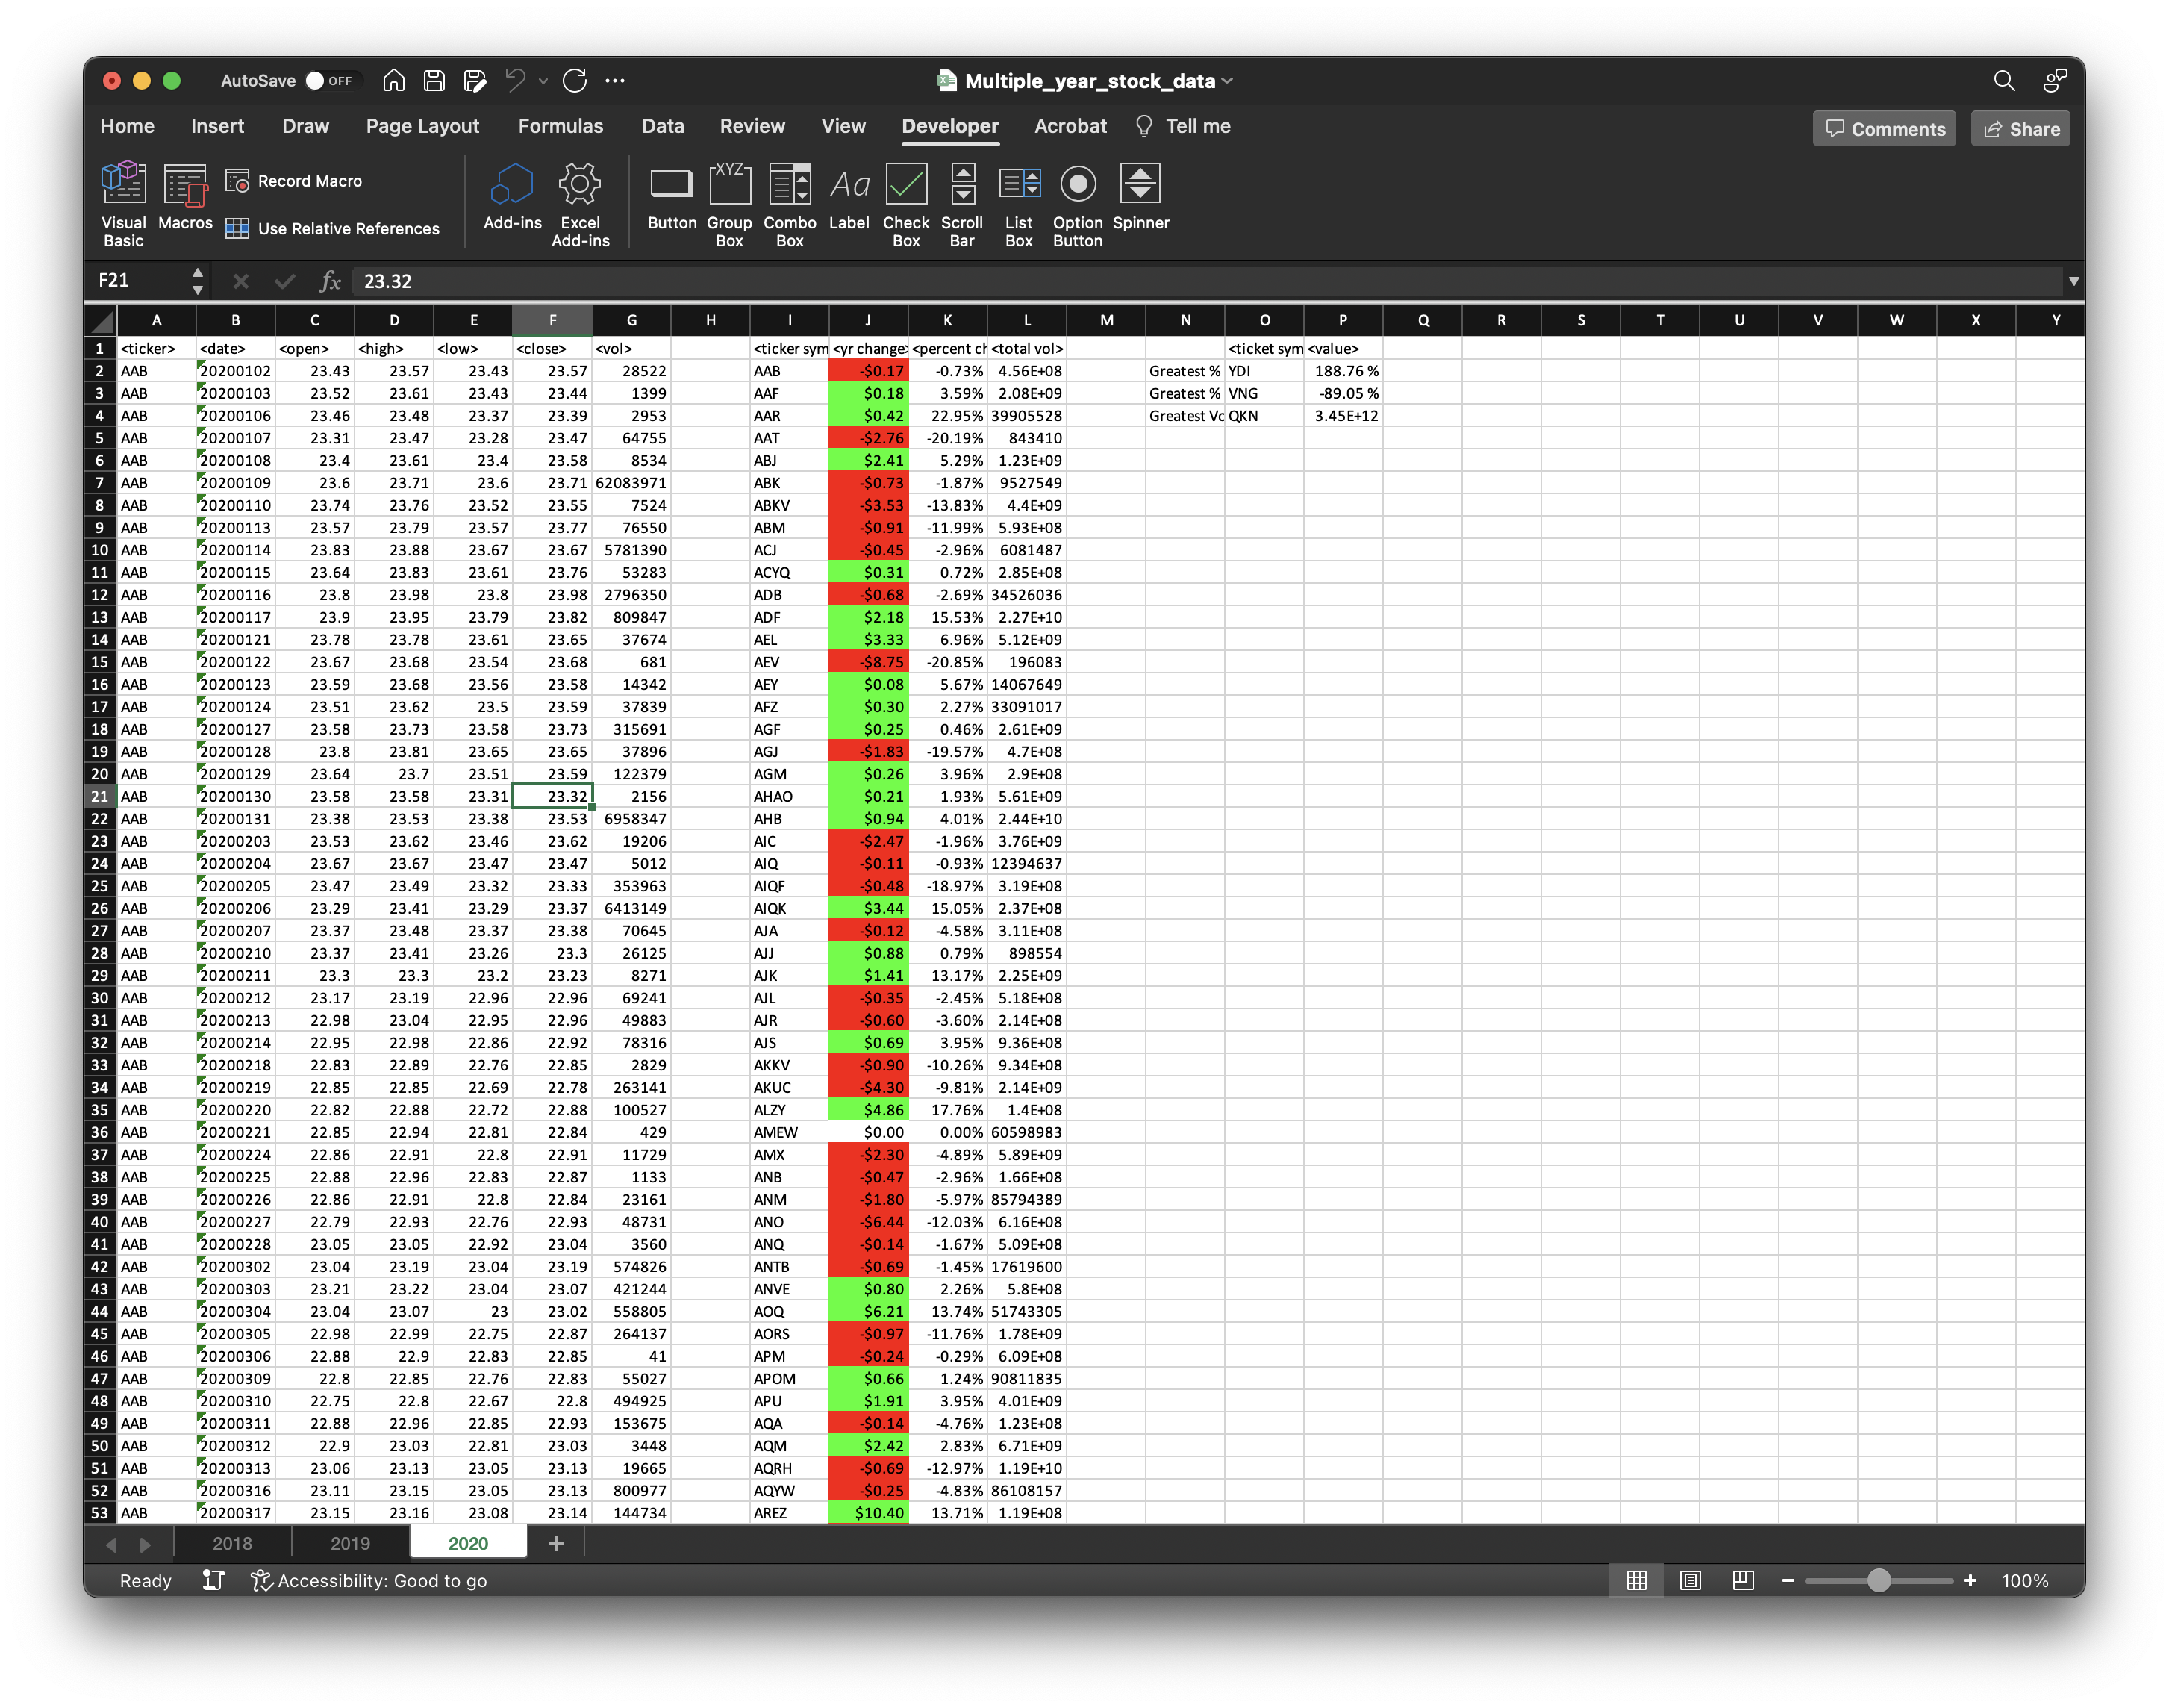 AutoSave OFF Multiple_year_stock_data
Home Insert Draw Page Layout Formulas Data Review View Developer Acrobat Tell me Comments Share
Visual Basic Macros Record Macro Use Relative References Add-ins Excel Add-ins Button XYZ Group Box Combo Box Aa Label Check Box Scroll Bar List Box Option Button Spinner
F21 fx 23.32
A B C D E F G H I J K L M N O P Q R S T U V W X Y
1 <ticker> <date> <open> <high> <low> <close> <vol> <ticker sym <yr change> <percent ch <total vol> <ticket sym <value>
2 AAB 20200102 23.43 23.57 23.43 23.57 28522 AAB -$0.17 -0.73% 4.56E+08 Greatest % YDI 188.76 %
3 AAB 20200103 23.52 23.61 23.43 23.44 1399 AAF $0.18 3.59% 2.08E+09 Greatest % VNG -89.05 %
4 AAB 20200106 23.46 23.48 23.37 23.39 2953 AAR $0.42 22.95% 39905528 Greatest Vo QKN 3.45E+12
5 AAB 20200107 23.31 23.47 23.28 23.47 64755 AAT -$2.76 -20.19% 843410
6 AAB 20200108 23.4 23.61 23.4 23.58 8534 ABJ $2.41 5.29% 1.23E+09
7 AAB 20200109 23.6 23.71 23.6 23.71 62083971 ABK -$0.73 -1.87% 9527549
8 AAB 20200110 23.74 23.76 23.52 23.55 7524 ABKV -$3.53 -13.83% 4.4E+09
9 AAB 20200113 23.57 23.79 23.57 23.77 76550 ABM -$0.91 -11.99% 5.93E+08
10 AAB 20200114 23.83 23.88 23.67 23.67 5781390 ACJ -$0.45 -2.96% 6081487
11 AAB 20200115 23.64 23.83 23.61 23.76 53283 ACYQ $0.31 0.72% 2.85E+08
12 AAB 20200116 23.8 23.98 23.8 23.98 2796350 ADB -$0.68 -2.69% 34526036
13 AAB 20200117 23.9 23.95 23.79 23.82 809847 ADF $2.18 15.53% 2.27E+10
14 AAB 20200121 23.78 23.78 23.61 23.65 37674 AEL $3.33 6.96% 5.12E+09
15 AAB 20200122 23.67 23.68 23.54 23.68 681 AEV -$8.75 -20.85% 196083
16 AAB 20200123 23.59 23.68 23.56 23.58 14342 AEY $0.08 5.67% 14067649
17 AAB 20200124 23.51 23.62 23.5 23.59 37839 AFZ $0.30 2.27% 33091017
18 AAB 20200127 23.58 23.73 23.58 23.73 315691 AGF $0.25 0.46% 2.61E+09
19 AAB 20200128 23.8 23.81 23.65 23.65 37896 AGJ -$1.83 -19.57% 4.7E+08
20 AAB 20200129 23.64 23.7 23.51 23.59 122379 AGM $0.26 3.96% 2.9E+08
21 AAB 20200130 23.58 23.58 23.31 23.32 2156 AHAO $0.21 1.93% 5.61E+09
22 AAB 20200131 23.38 23.53 23.38 23.53 6958347 AHB $0.94 4.01% 2.44E+10
23 AAB 20200203 23.53 23.62 23.46 23.62 19206 AIC -$2.47 -1.96% 3.76E+09
24 AAB 20200204 23.67 23.67 23.47 23.47 5012 AIQ -$0.11 -0.93% 12394637
25 AAB 20200205 23.47 23.49 23.32 23.33 353963 AIQF -$0.48 -18.97% 3.19E+08
26 AAB 20200206 23.29 23.41 23.29 23.37 6413149 AIQK $3.44 15.05% 2.37E+08
27 AAB 20200207 23.37 23.48 23.37 23.38 70645 AJA -$0.12 -4.58% 3.11E+08
28 AAB 20200210 23.37 23.41 23.26 23.3 26125 AJJ $0.88 0.79% 898554
29 AAB 20200211 23.3 23.3 23.2 23.23 8271 AJK $1.41 13.17% 2.25E+09
30 AAB 20200212 23.17 23.19 22.96 22.96 69241 AJL -$0.35 -2.45% 5.18E+08
31 AAB 20200213 22.98 23.04 22.95 22.96 49883 AJR -$0.60 -3.60% 2.14E+08
32 AAB 20200214 22.95 22.98 22.86 22.92 78316 AJS $0.69 3.95% 9.36E+08
33 AAB 20200218 22.83 22.89 22.76 22.85 2829 AKKV -$0.90 -10.26% 9.34E+08
34 AAB 20200219 22.85 22.85 22.69 22.78 263141 AKUC -$4.30 -9.81% 2.14E+09
35 AAB 20200220 22.82 22.88 22.72 22.88 100527 ALZY $4.86 17.76% 1.4E+08
36 AAB 20200221 22.85 22.94 22.81 22.84 429 AMEW $0.00 0.00% 60598983
37 AAB 20200224 22.86 22.91 22.8 22.91 11729 AMX -$2.30 -4.89% 5.89E+09
38 AAB 20200225 22.88 22.96 22.83 22.87 1133 ANB -$0.47 -2.96% 1.66E+08
39 AAB 20200226 22.86 22.91 22.8 22.84 23161 ANM -$1.80 -5.97% 85794389
40 AAB 20200227 22.79 22.93 22.76 22.93 48731 ANO -$6.44 -12.03% 6.16E+08
41 AAB 20200228 23.05 23.05 22.92 23.04 3560 ANQ -$0.14 -1.67% 5.09E+08
42 AAB 20200302 23.04 23.19 23.04 23.19 574826 ANTB -$0.69 -1.45% 17619600
43 AAB 20200303 23.21 23.22 23.04 23.07 421244 ANVE $0.80 2.26% 5.8E+08
44 AAB 20200304 23.04 23.07 23 23.02 558805 AOQ $6.21 13.74% 51743305
45 AAB 20200305 22.98 22.99 22.75 22.87 264137 AORS -$0.97 -11.76% 1.78E+09
46 AAB 20200306 22.88 22.9 22.83 22.85 41 APM -$0.24 -0.29% 6.09E+08
47 AAB 20200309 22.8 22.85 22.76 22.83 55027 APOM $0.66 1.24% 90811835
48 AAB 20200310 22.75 22.8 22.67 22.8 494925 APU $1.91 3.95% 4.01E+09
49 AAB 20200311 22.88 22.96 22.85 22.93 153675 AQA -$0.14 -4.76% 1.23E+08
50 AAB 20200312 22.9 23.03 22.81 23.03 3448 AQM $2.42 2.83% 6.71E+09
51 AAB 20200313 23.06 23.13 23.05 23.13 19665 AQRH -$0.69 -12.97% 1.19E+10
52 AAB 20200316 23.11 23.15 23.05 23.13 800977 AQYW -$0.25 -4.83% 86108157
53 AAB 20200317 23.15 23.16 23.08 23.14 144734 AREZ $10.40 13.71% 1.19E+08
2018 2019 2020 +
Ready Accessibility: Good to go 100%